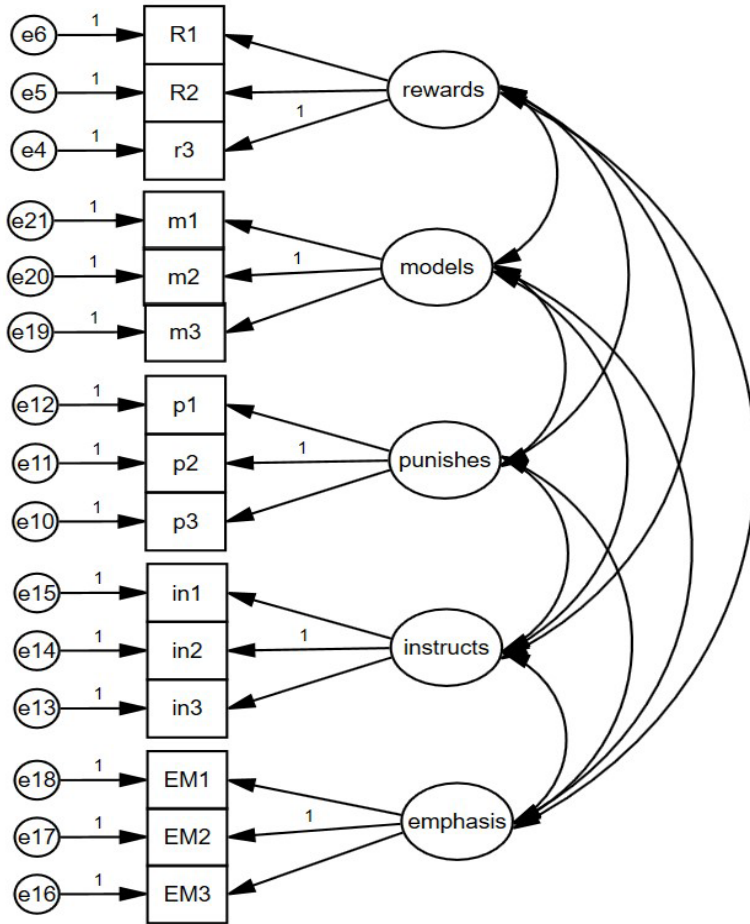 e6 1 R1
e5 1 R2 rewards
e4 1 r3 1
e21 1 m1
e20 1 m2 1 models
e19 1 m3
e12 1 p1
e11 1 p2 1 punishes
e10 1 p3
e15 1 in1
e14 1 in2 1 instructs
e13 1 in3
e18 1 EM1
e17 1 EM2 1 emphasis
e16 1 EM3